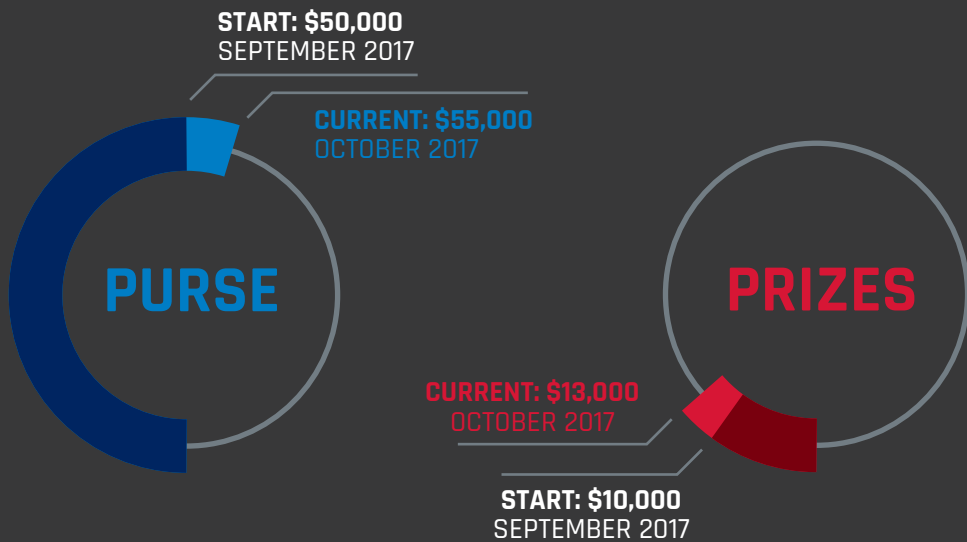 START: $50,000
SEPTEMBER 2017
CURRENT: $55,000
OCTOBER 2017
PURSE
PRIZES
CURRENT: $13,000
OCTOBER 2017
START: $10,000
SEPTEMBER 2017